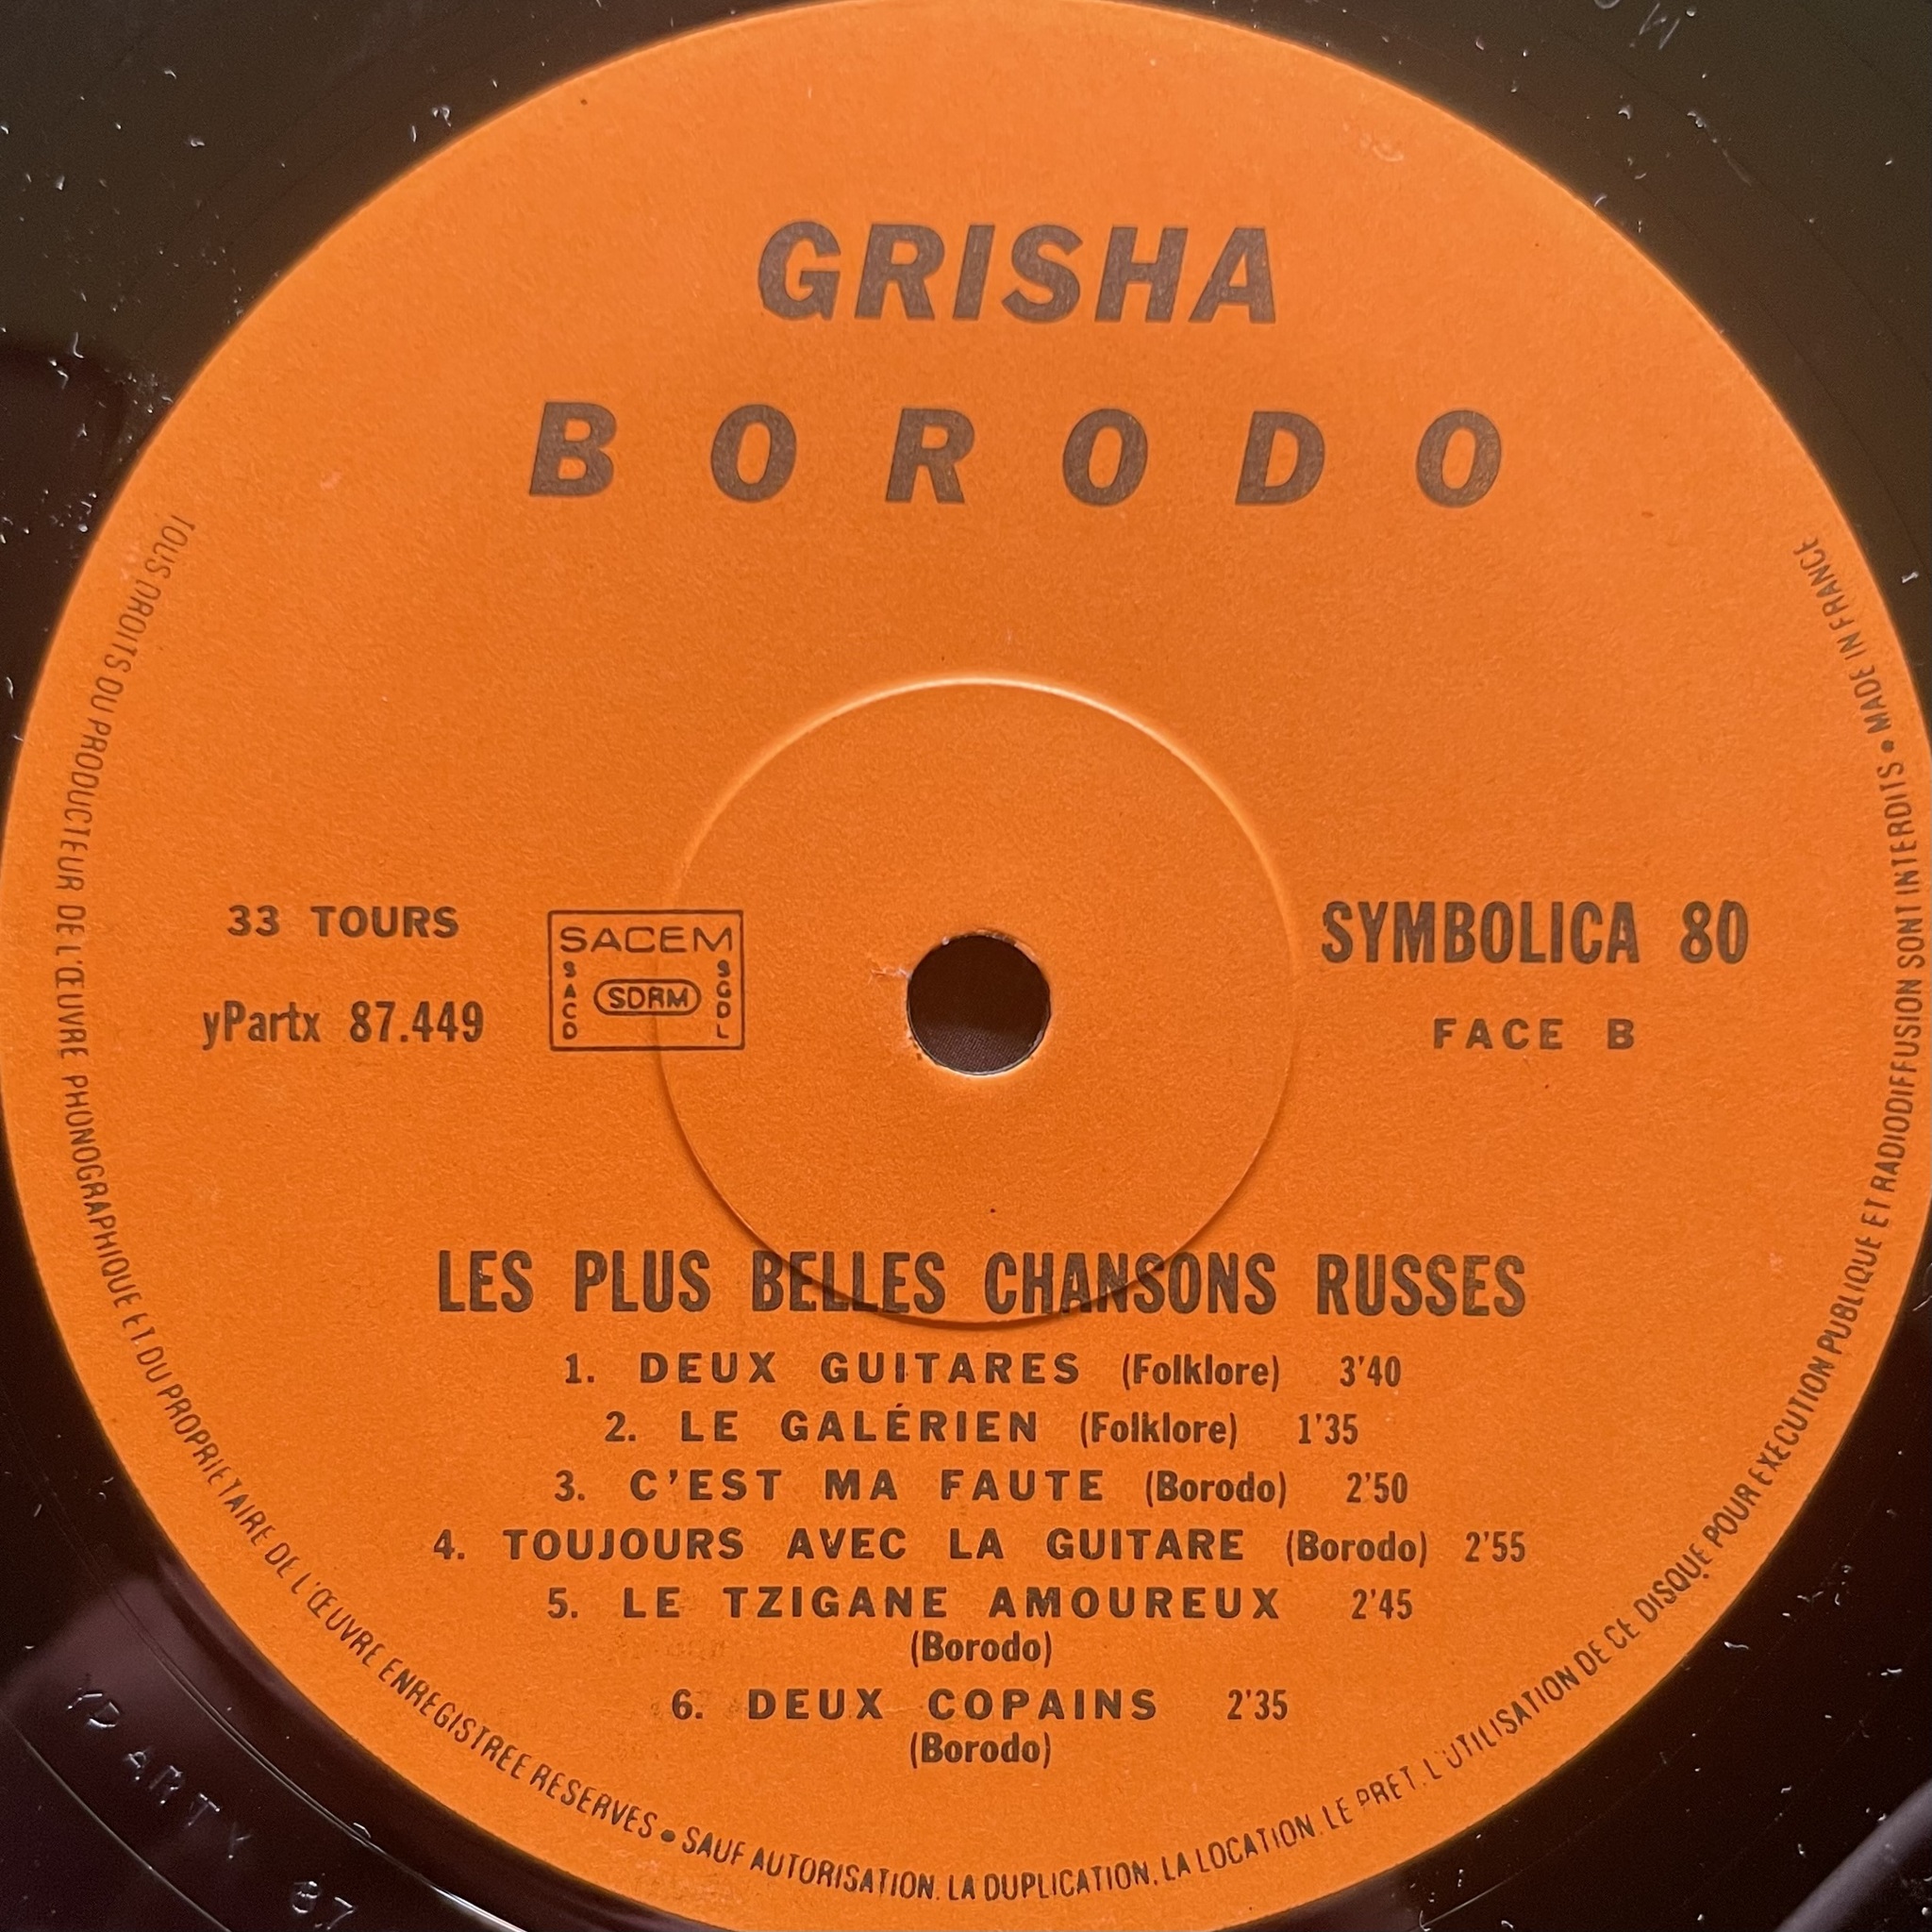 GRISHA
BORODO
33 TOURS
yPartx 87.449
SACEM
SACD
SDRM
SGDL
SYMBOLICA 80
FACE B
LES PLUS BELLES CHANSONS RUSSES
1. DEUX GUITARES (Folklore) 3'40
2. LE GALÉRIEN (Folklore) 1'35
3. C'EST MA FAUTE (Borodo) 2'50
4. TOUJOURS AVEC LA GUITARE (Borodo) 2'55
5. LE TZIGANE AMOUREUX 2'45
(Borodo)
6. DEUX COPAINS 2'35
(Borodo)
TOUS DROITS DU PRODUCTEUR DE L'ŒUVRE PHONOGRAPHIQUE ET DU PROPRIETAIRE DE L'ŒUVRE ENREGISTREE RESERVES • SAUF AUTORISATION. LA DUPLICATION, LA LOCATION. LE PRET. L'UTILISATION DE CE DISQUE POUR EXECUTION PUBLIQUE ET RADIODIFFUSION SONT INTERDITS • MADE IN FRANCE
YPARTX 87